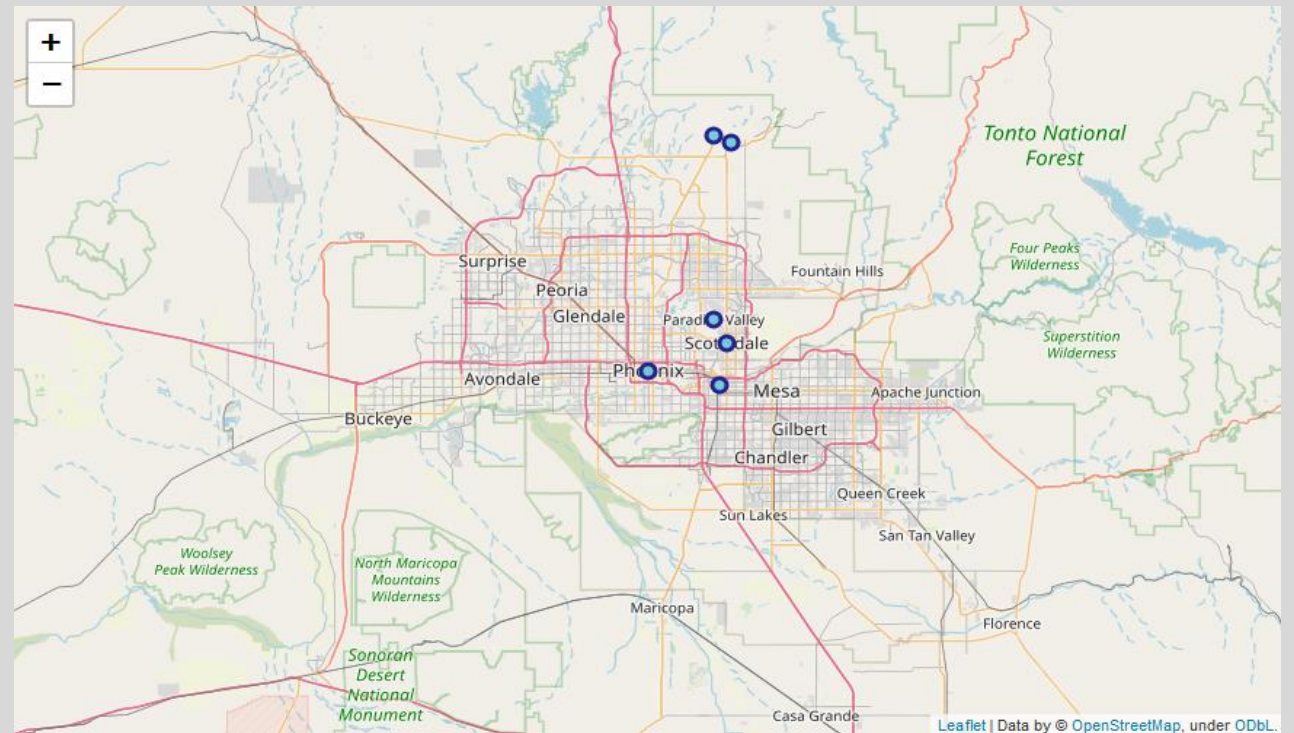 +
−
Tonto National
Forest
Four Peaks
Wilderness
Fountain Hills
Surprise
Peoria
Glendale
Paradise Valley
Scottsdale
Superstition
Wilderness
Phoenix
Avondale
Mesa
Apache Junction
Buckeye
Gilbert
Chandler
Queen Creek
Sun Lakes
San Tan Valley
Woolsey
Peak Wilderness
North Maricopa
Mountains
Wilderness
Maricopa
Florence
Sonoran
Desert
National
Monument
Casa Grande
Leaflet | Data by © OpenStreetMap, under ODbL.